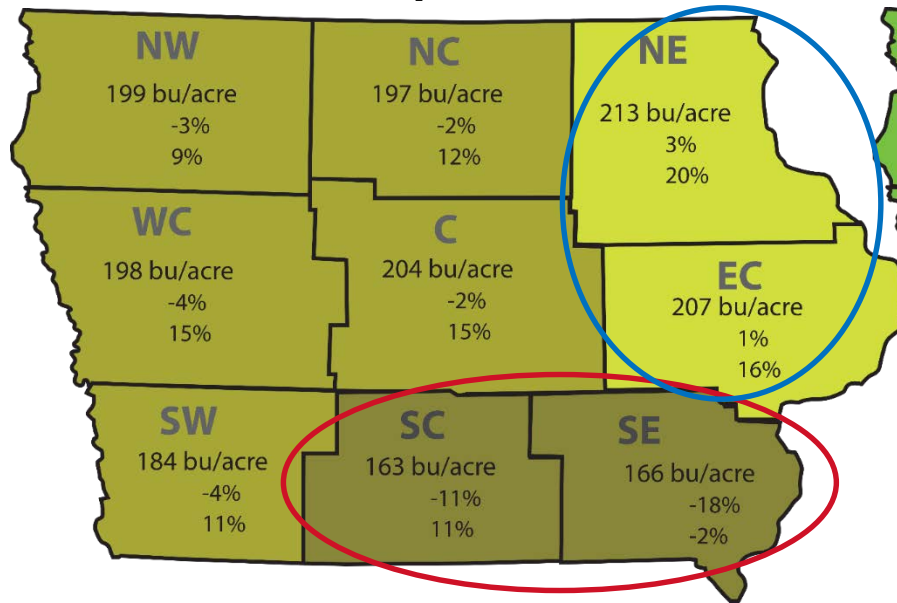 NW
199 bu/acre
-3%
9%
NC
197 bu/acre
-2%
12%
NE
213 bu/acre
3%
20%
WC
198 bu/acre
-4%
15%
C
204 bu/acre
-2%
15%
EC
207 bu/acre
1%
16%
SW
184 bu/acre
-4%
11%
SC
163 bu/acre
-11%
11%
SE
166 bu/acre
-18%
-2%